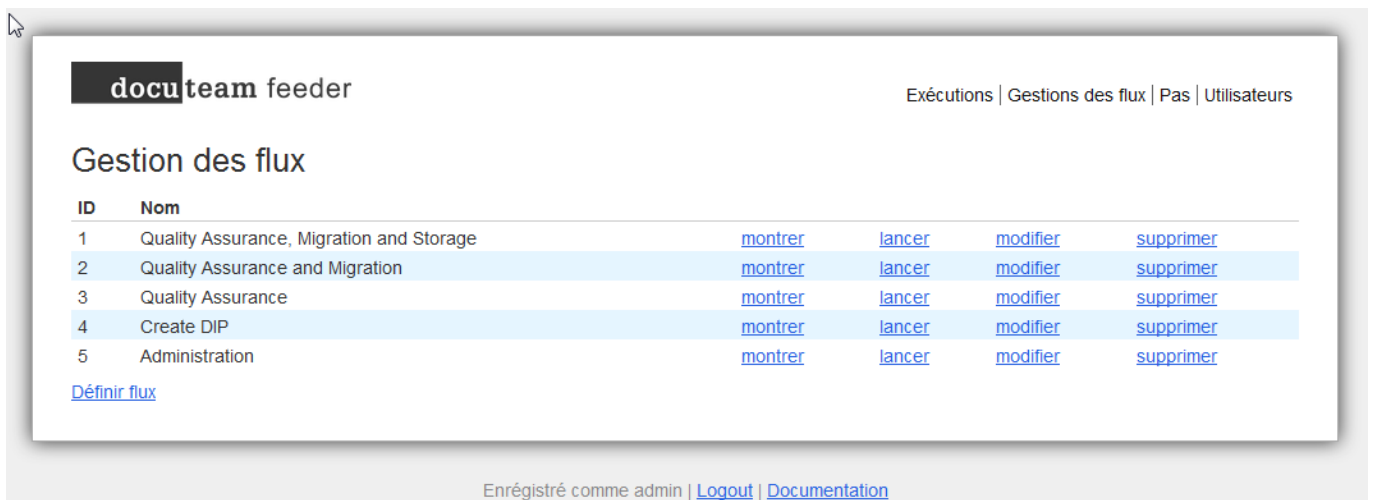 docuteam feeder
Exécutions | Gestions des flux | Pas | Utilisateurs
Gestion des flux
ID Nom
1 Quality Assurance, Migration and Storage montrer lancer modifier supprimer
2 Quality Assurance and Migration montrer lancer modifier supprimer
3 Quality Assurance montrer lancer modifier supprimer
4 Create DIP montrer lancer modifier supprimer
5 Administration montrer lancer modifier supprimer
Définir flux
Enrégistré comme admin | Logout | Documentation